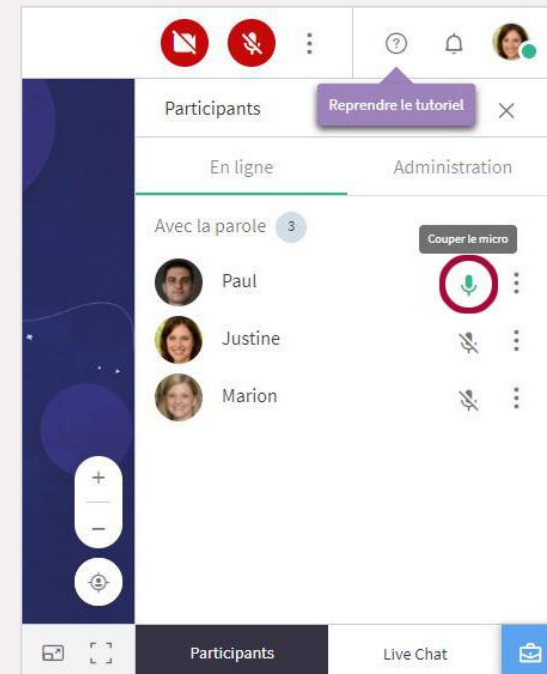 ?
Participants
Reprendre le tutoriel
En ligne
Administration
Avec la parole 3
Couper le micro
Paul
Justine
Marion
+
−
Participants
Live Chat